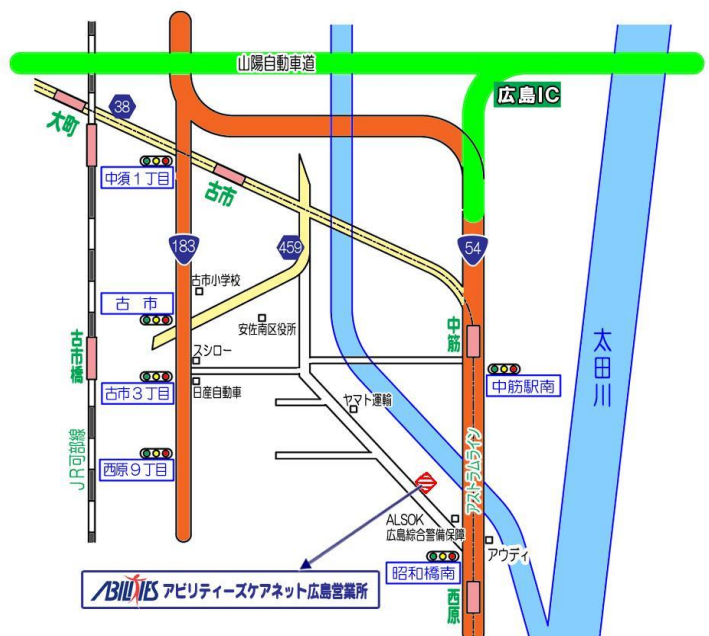 山陽自動車道
広島IC
38
大町
中須1丁目
古市
183
459
54
古市小学校
古市
安佐南区役所
中筋
古市橋
スシロー
太田川
中筋駅南
古市3丁目
日産自動車
ヤマト運輸
JR可部線
西原9丁目
アストラムライン
ALSOK
広島綜合警備保障
アウディ
昭和橋南
ABILITIES アビリティーズケアネット広島営業所
西原